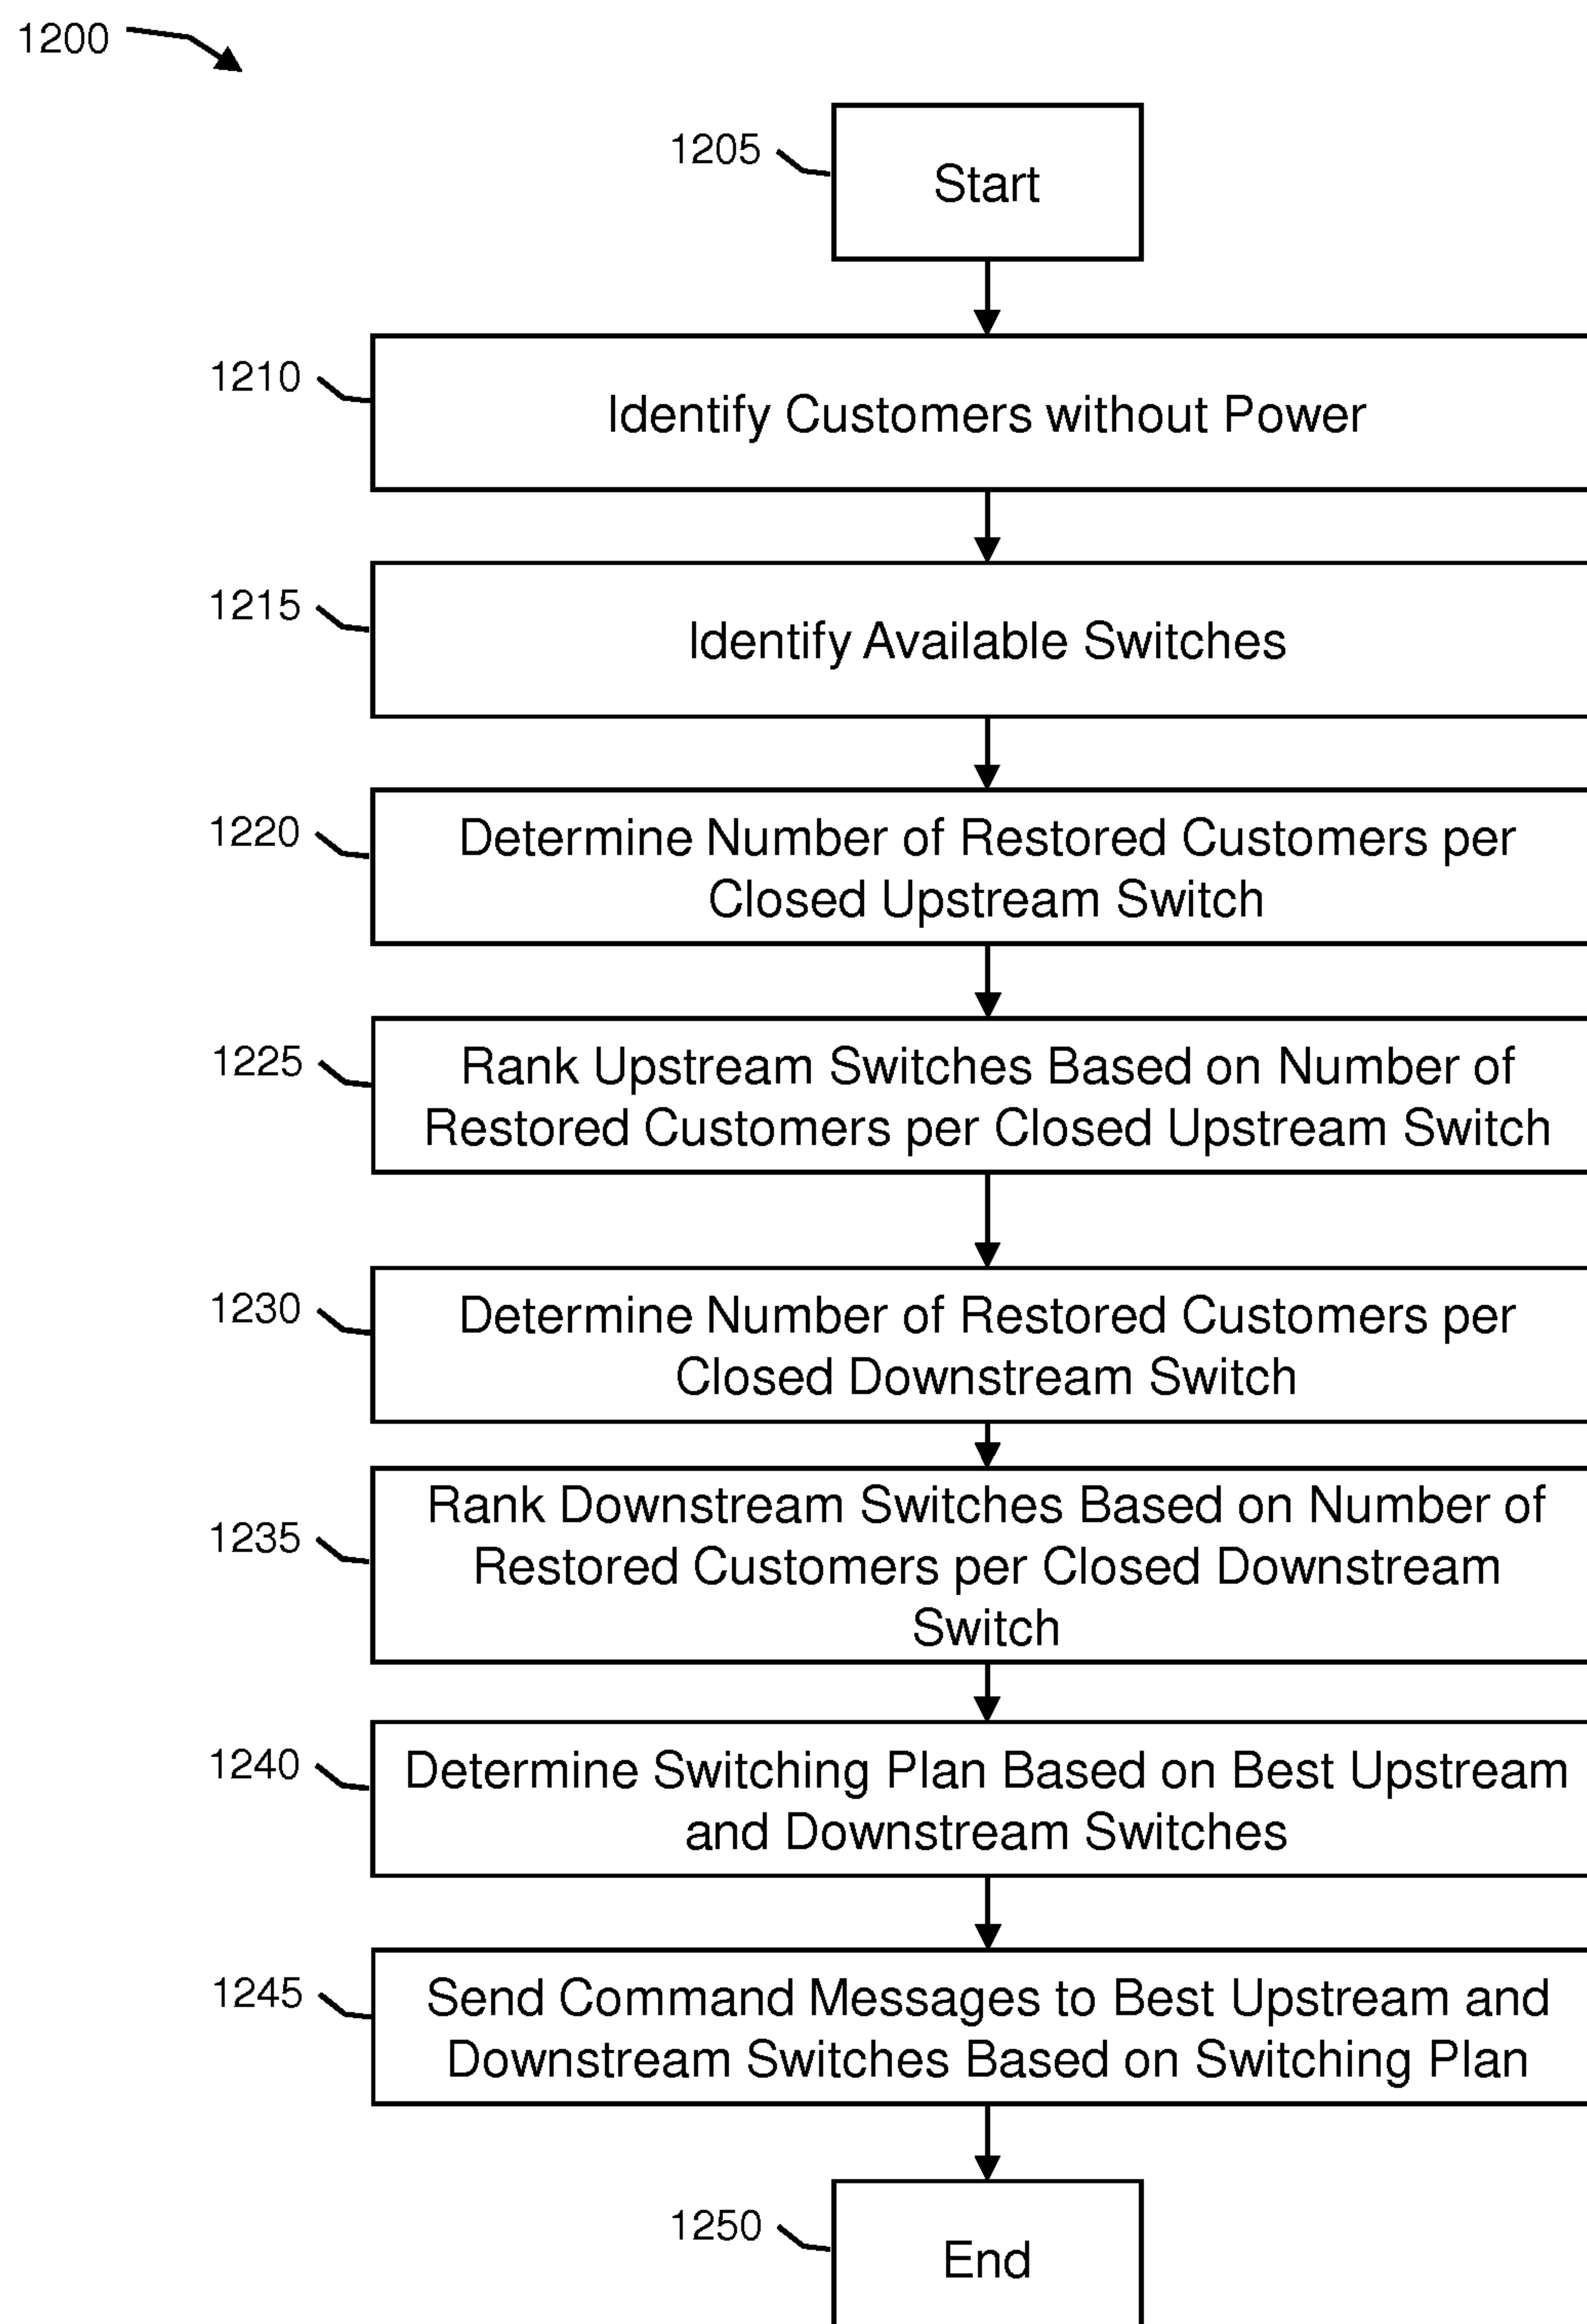 1200
1205
Start
1210
Identify Customers without Power
1215
Identify Available Switches
1220
Determine Number of Restored Customers per
Closed Upstream Switch
1225
Rank Upstream Switches Based on Number of
Restored Customers per Closed Upstream Switch
1230
Determine Number of Restored Customers per
Closed Downstream Switch
1235
Rank Downstream Switches Based on Number of
Restored Customers per Closed Downstream
Switch
1240
Determine Switching Plan Based on Best Upstream
and Downstream Switches
1245
Send Command Messages to Best Upstream and
Downstream Switches Based on Switching Plan
1250
End